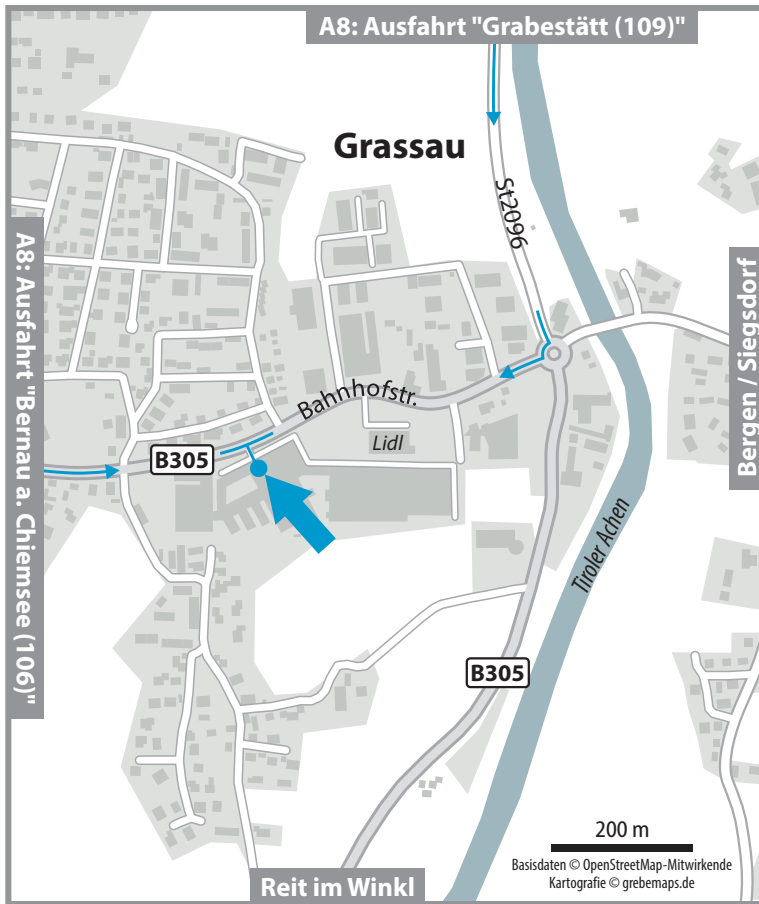 A8: Ausfahrt "Grabestätt (109)"
Grassau
St2096
A8: Ausfahrt "Bernau a. Chiemsee (106)"
Bergen / Siegsdorf
Bahnhofstr.
Lidl
B305
Tiroler Achen
B305
200 m
Basisdaten © OpenStreetMap-Mitwirkende
Kartografie © grebemaps.de
Reit im Winkl